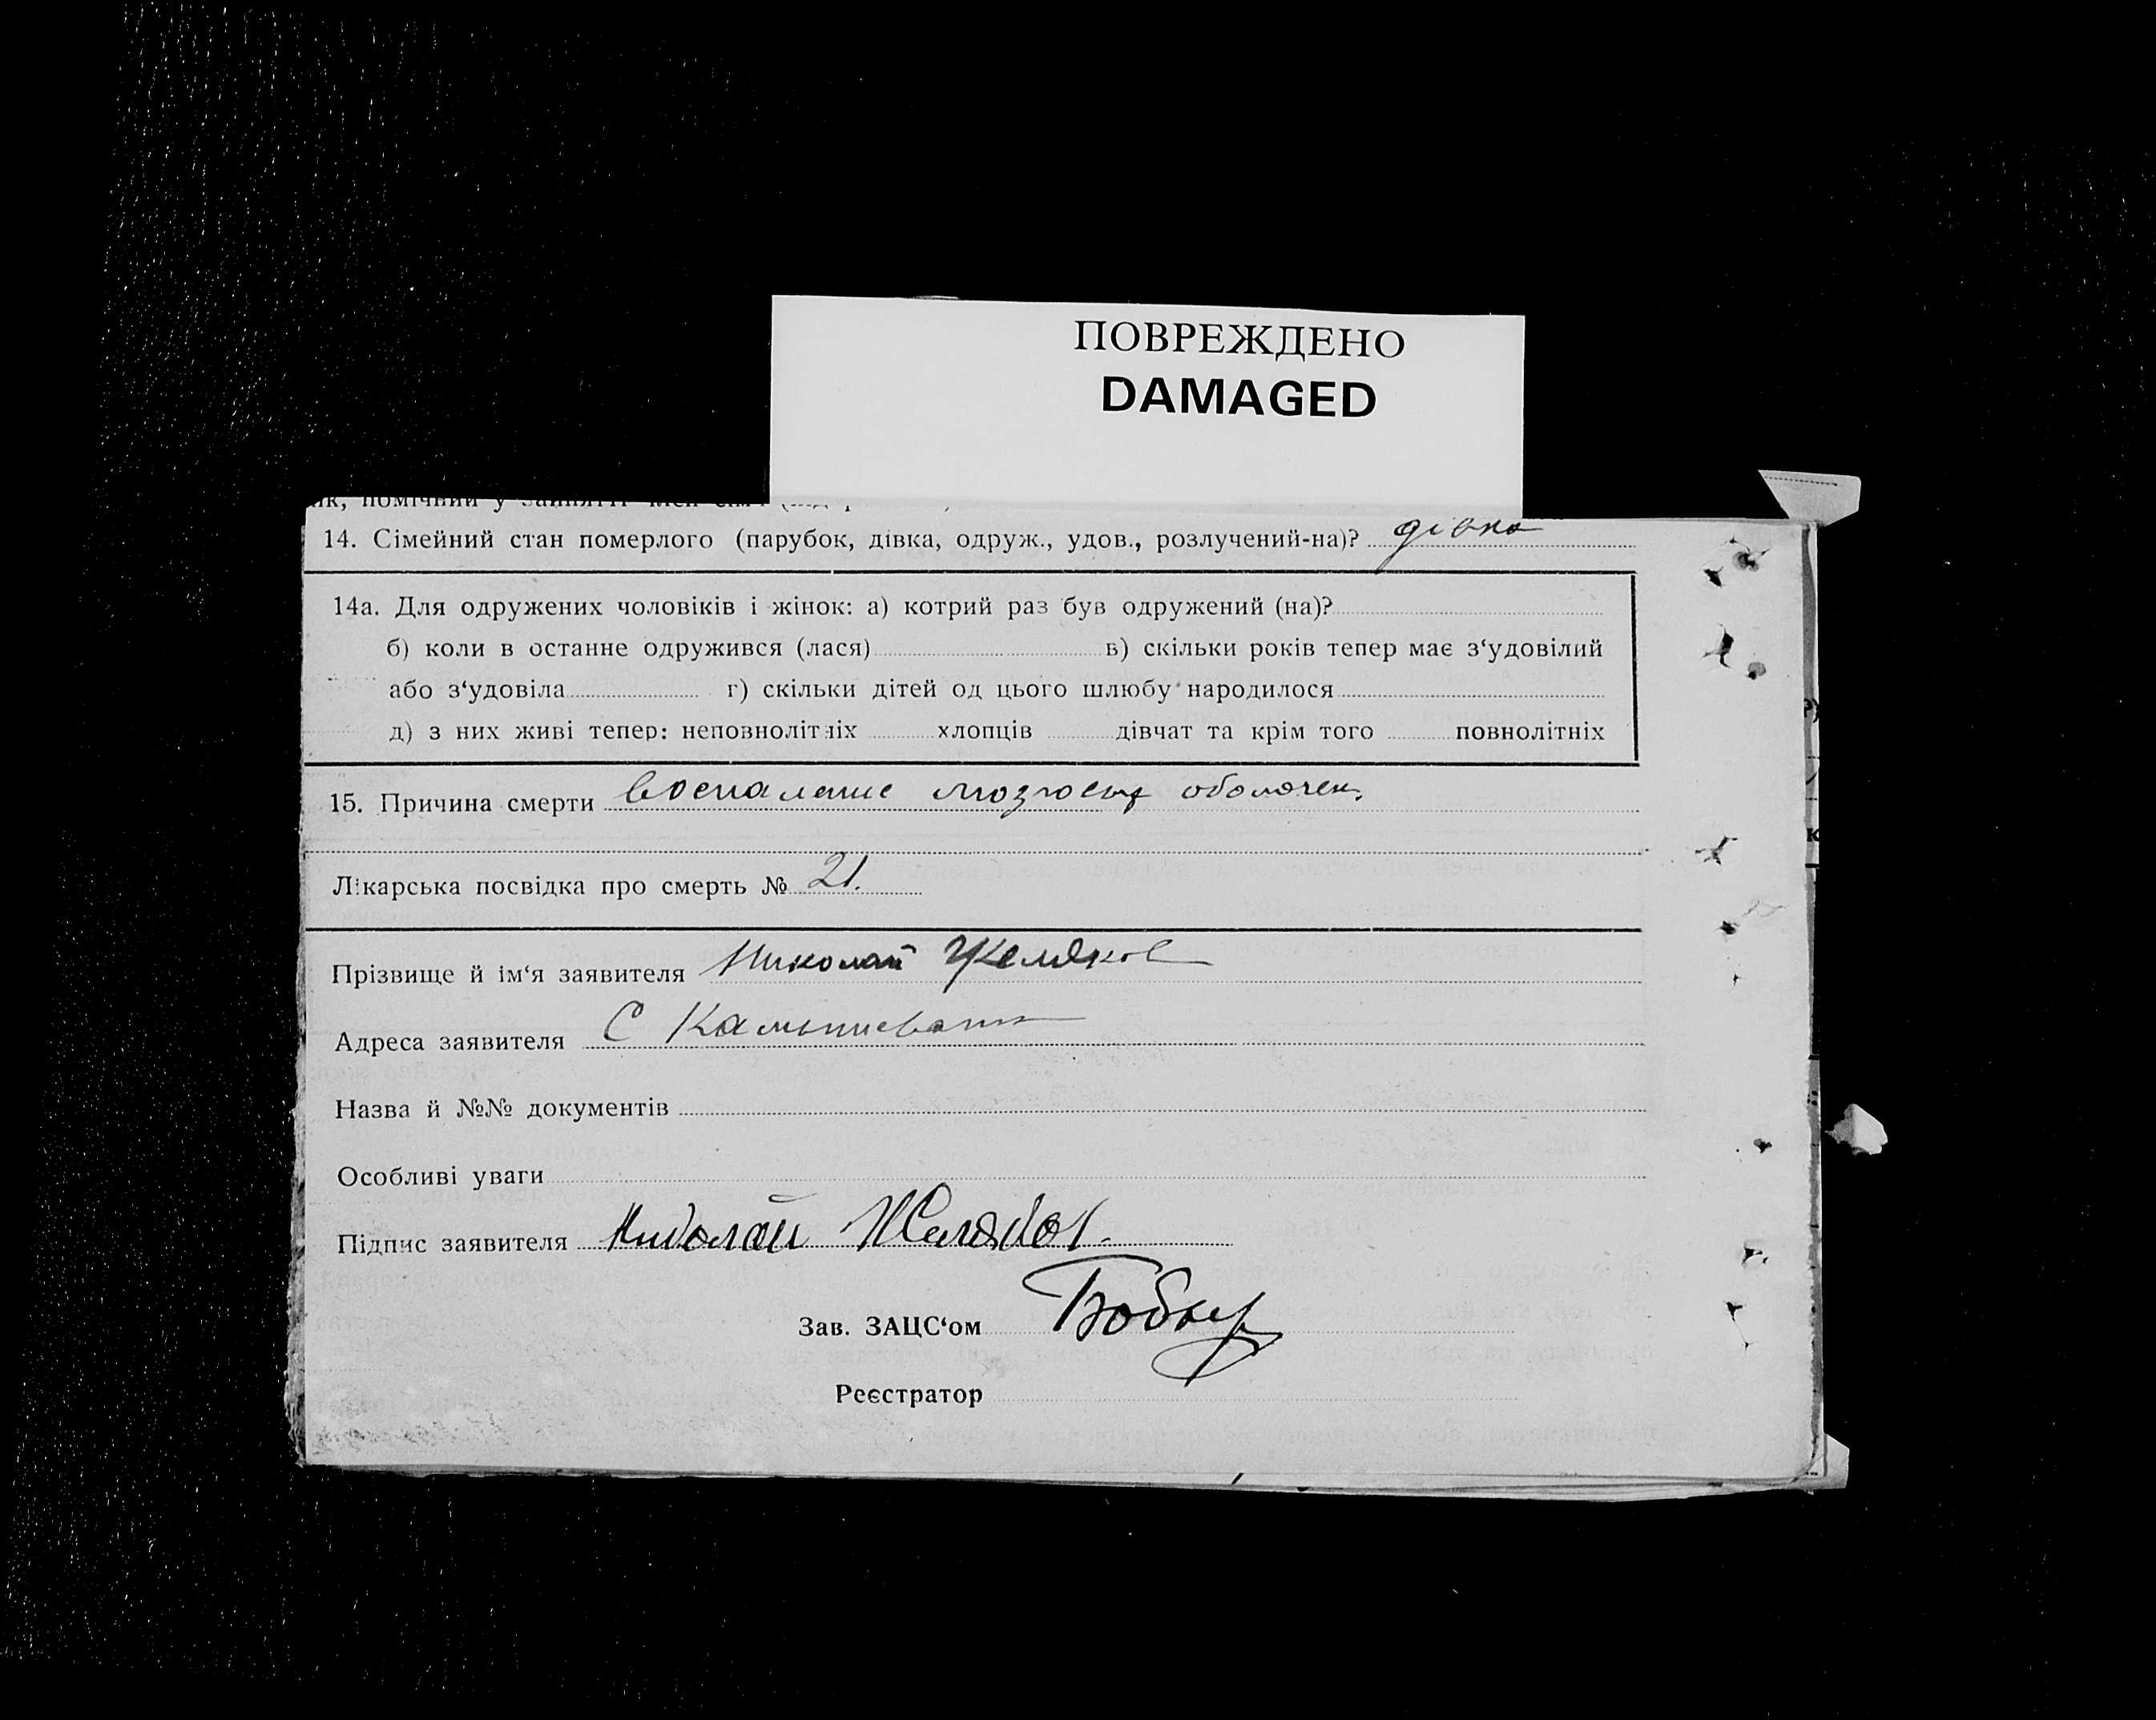 ПОВРЕЖДЕНО
DAMAGED
14. Сімейний стан померлого (парубок, дівка, одруж., удов., розлучений-на)? дівка
14а. Для одружених чоловіків і жінок: а) котрий раз був одружений (на)?
б) коли в останне одружився (лася) в) скільки років тепер має з‘удовілий
або з‘удовіла г) скільки дітей од цього шлюбу народилося
д) з них живі тепер: неповнолітніх хлопців дівчат та крім того повнолітніх
15. Причина смерти воспаление мозговых оболочек
Лікарська посвідка про смерть № 21.
Прізвище й ім‘я заявителя Николай Желяков
Адреса заявителя С Камышевата
Назва й №№ документів
Особливі уваги
Підпис заявителя Николай Желяков.
Зав. ЗАЦС‘ом
Реєстратор